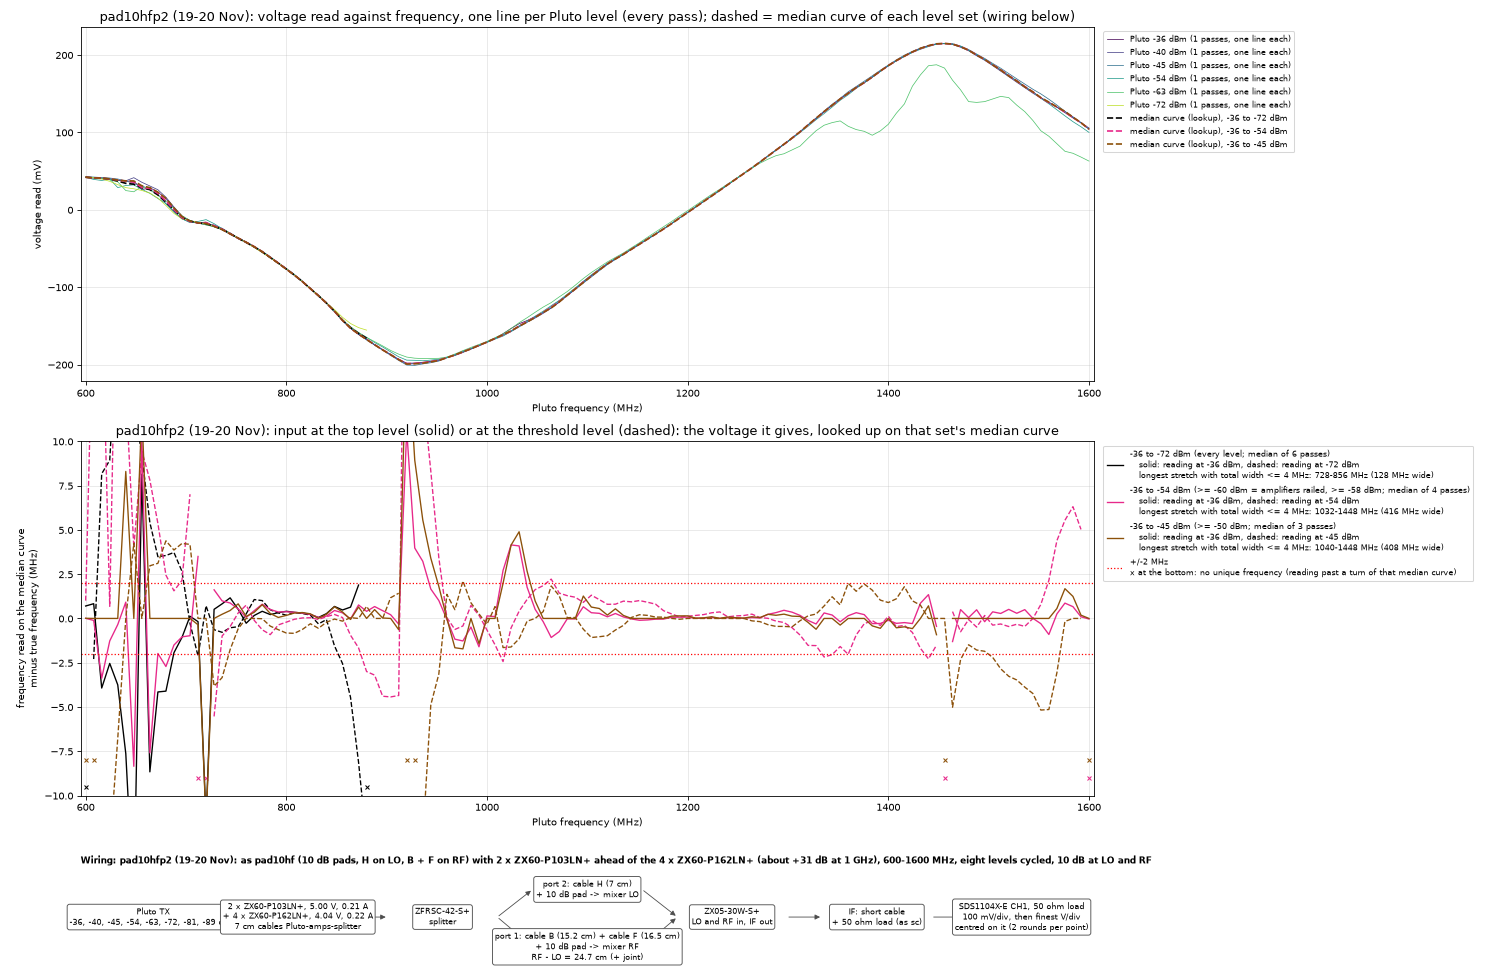 pad10hfp2 (19-20 Nov): voltage read against frequency, one line per Pluto level (every pass); dashed = median curve of each level set (wiring below)
200
100
0
−100
−200
voltage read (mV)
600
800
1000
1200
1400
1600
Pluto frequency (MHz)
Pluto -36 dBm (1 passes, one line each)
Pluto -40 dBm (1 passes, one line each)
Pluto -45 dBm (1 passes, one line each)
Pluto -54 dBm (1 passes, one line each)
Pluto -63 dBm (1 passes, one line each)
Pluto -72 dBm (1 passes, one line each)
median curve (lookup), -36 to -72 dBm
median curve (lookup), -36 to -54 dBm
median curve (lookup), -36 to -45 dBm
pad10hfp2 (19-20 Nov): input at the top level (solid) or at the threshold level (dashed): the voltage it gives, looked up on that set's median curve
10.0
7.5
5.0
2.5
0.0
−2.5
−5.0
−7.5
−10.0
frequency read on the median curve
minus true frequency (MHz)
600
800
1000
1200
1400
1600
Pluto frequency (MHz)
-36 to -72 dBm (every level; median of 6 passes)
solid: reading at -36 dBm, dashed: reading at -72 dBm
longest stretch with total width <= 4 MHz: 728-856 MHz (128 MHz wide)
-36 to -54 dBm (>= -60 dBm = amplifiers railed, >= -58 dBm; median of 4 passes)
solid: reading at -36 dBm, dashed: reading at -54 dBm
longest stretch with total width <= 4 MHz: 1032-1448 MHz (416 MHz wide)
-36 to -45 dBm (>= -50 dBm; median of 3 passes)
solid: reading at -36 dBm, dashed: reading at -45 dBm
longest stretch with total width <= 4 MHz: 1040-1448 MHz (408 MHz wide)
+/-2 MHz
x at the bottom: no unique frequency (reading past a turn of that median curve)
Wiring: pad10hfp2 (19-20 Nov): as pad10hf (10 dB pads, H on LO, B + F on RF) with 2 x ZX60-P103LN+ ahead of the 4 x ZX60-P162LN+ (about +31 dB at 1 GHz), 600-1600 MHz, eight levels cycled, 10 dB at LO and RF
Pluto TX
-36, -40, -45, -54, -63, -72, -81, -89
2 x ZX60-P103LN+, 5.00 V, 0.21 A
+ 4 x ZX60-P162LN+, 4.04 V, 0.22 A
7 cm cables Pluto-amps-splitter
ZFRSC-42-S+
splitter
port 2: cable H (7 cm)
+ 10 dB pad -> mixer LO
port 1: cable B (15.2 cm) + cable F (16.5 cm)
+ 10 dB pad -> mixer RF
RF - LO = 24.7 cm (+ joint)
ZX05-30W-S+
LO and RF in, IF out
IF: short cable
+ 50 ohm load (as sc)
SDS1104X-E CH1, 50 ohm load
100 mV/div, then finest V/div
centred on it (2 rounds per point)